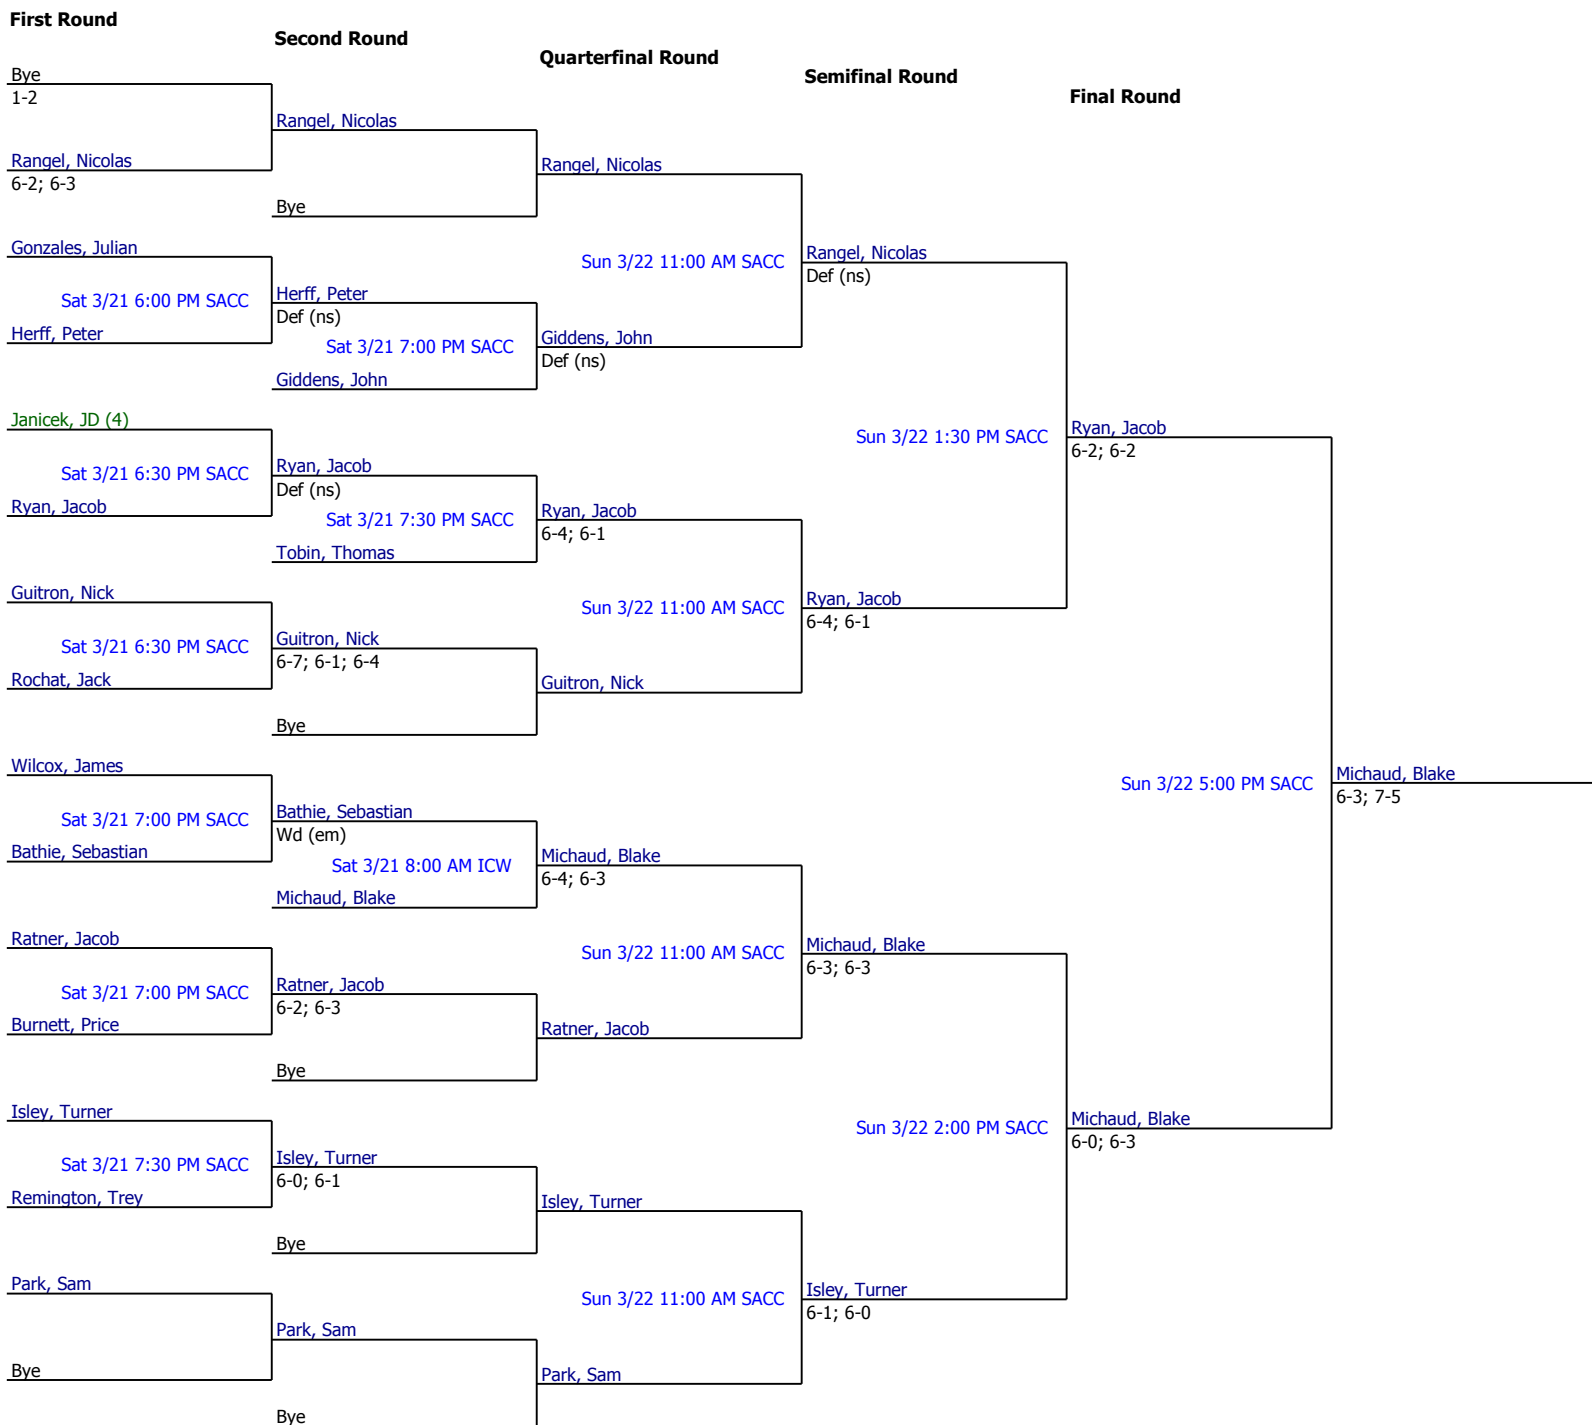 First Round
Second Round
Quarterfinal Round
Semifinal Round
Final Round
Bye
1-2
Rangel, Nicolas
Rangel, Nicolas
6-2; 6-3
Rangel, Nicolas
Bye
Gonzales, Julian
Sun 3/22 11:00 AM SACC
Rangel, Nicolas
Def (ns)
Sat 3/21 6:00 PM SACC
Herff, Peter
Def (ns)
Herff, Peter
Sat 3/21 7:00 PM SACC
Giddens, John
Def (ns)
Giddens, John
Janicek, JD (4)
Sun 3/22 1:30 PM SACC
Ryan, Jacob
6-2; 6-2
Sat 3/21 6:30 PM SACC
Ryan, Jacob
Def (ns)
Ryan, Jacob
Sat 3/21 7:30 PM SACC
Ryan, Jacob
6-4; 6-1
Tobin, Thomas
Guitron, Nick
Sun 3/22 11:00 AM SACC
Ryan, Jacob
6-4; 6-1
Sat 3/21 6:30 PM SACC
Guitron, Nick
6-7; 6-1; 6-4
Rochat, Jack
Guitron, Nick
Bye
Wilcox, James
Sun 3/22 5:00 PM SACC
Michaud, Blake
6-3; 7-5
Sat 3/21 7:00 PM SACC
Bathie, Sebastian
Wd (em)
Bathie, Sebastian
Sat 3/21 8:00 AM ICW
Michaud, Blake
6-4; 6-3
Michaud, Blake
Ratner, Jacob
Sun 3/22 11:00 AM SACC
Michaud, Blake
6-3; 6-3
Sat 3/21 7:00 PM SACC
Ratner, Jacob
6-2; 6-3
Burnett, Price
Ratner, Jacob
Bye
Isley, Turner
Sun 3/22 2:00 PM SACC
Michaud, Blake
6-0; 6-3
Sat 3/21 7:30 PM SACC
Isley, Turner
6-0; 6-1
Remington, Trey
Isley, Turner
Bye
Park, Sam
Sun 3/22 11:00 AM SACC
Isley, Turner
6-1; 6-0
Park, Sam
Bye
Park, Sam
Bye